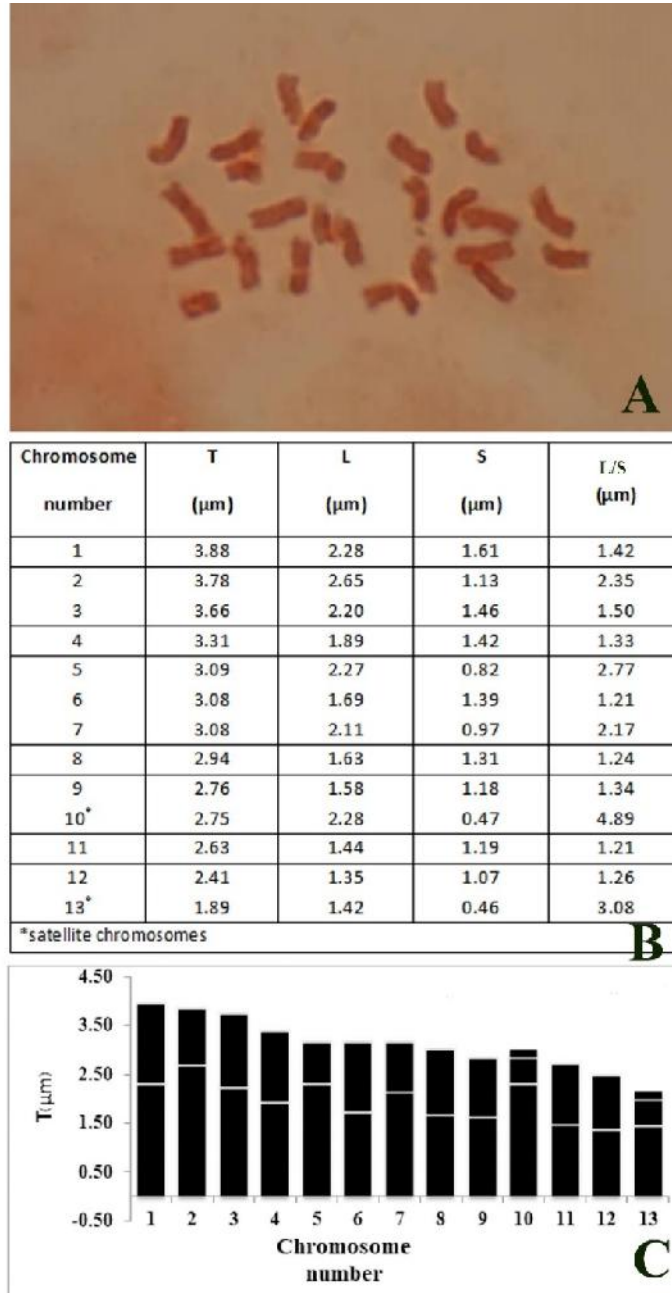 A
Chromosome number T (μm) L (μm) S (μm) L/S (μm)
1 3.88 2.28 1.61 1.42
2 3.78 2.65 1.13 2.35
3 3.66 2.20 1.46 1.50
4 3.31 1.89 1.42 1.33
5 3.09 2.27 0.82 2.77
6 3.08 1.69 1.39 1.21
7 3.08 2.11 0.97 2.17
8 2.94 1.63 1.31 1.24
9 2.76 1.58 1.18 1.34
10* 2.75 2.28 0.47 4.89
11 2.63 1.44 1.19 1.21
12 2.41 1.35 1.07 1.26
13* 1.89 1.42 0.46 3.08
*satellite chromosomes
B
4.50
3.50
2.50
1.50
0.50
-0.50
T(μm)
1 2 3 4 5 6 7 8 9 10 11 12 13
Chromosome
number
C